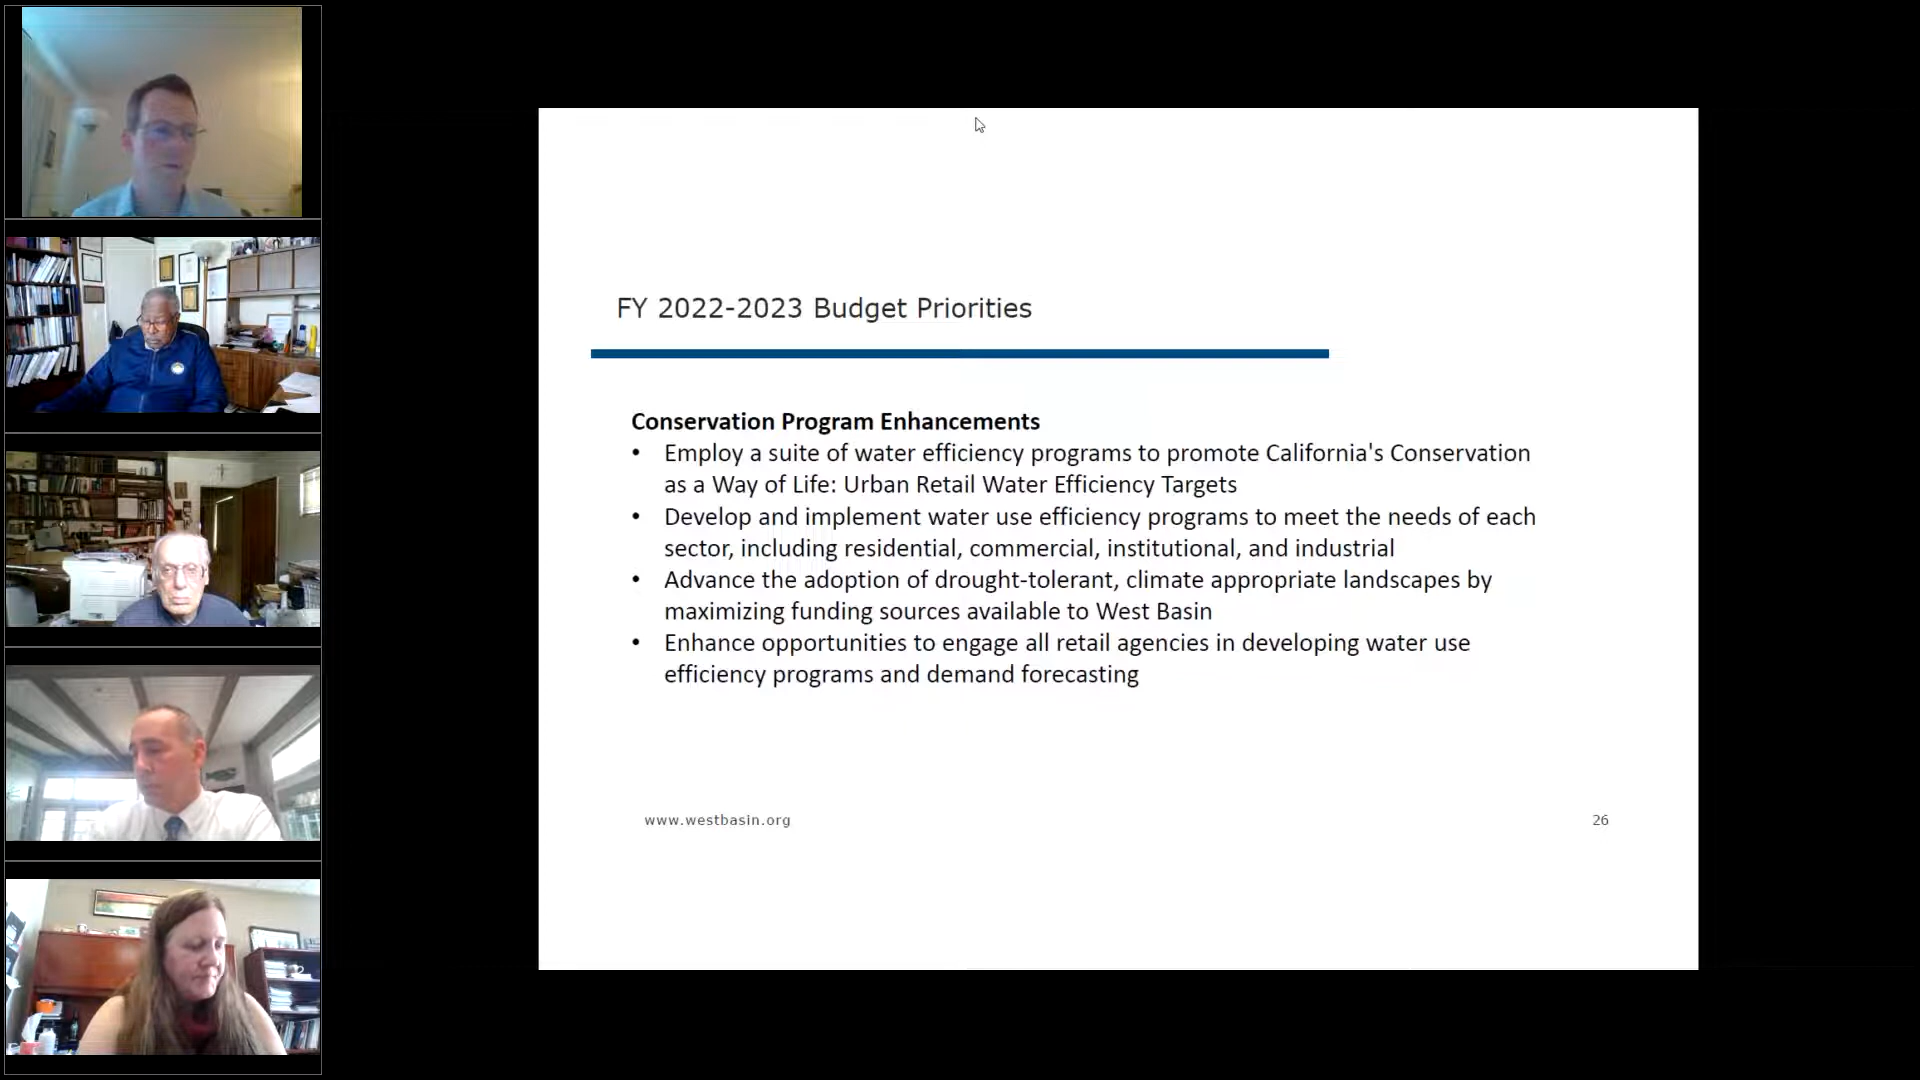 FY 2022-2023 Budget Priorities
Conservation Program Enhancements
• Employ a suite of water efficiency programs to promote California's Conservation
as a Way of Life: Urban Retail Water Efficiency Targets
• Develop and implement water use efficiency programs to meet the needs of each
sector, including residential, commercial, institutional, and industrial
• Advance the adoption of drought-tolerant, climate appropriate landscapes by
maximizing funding sources available to West Basin
• Enhance opportunities to engage all retail agencies in developing water use
efficiency programs and demand forecasting
www.westbasin.org
26